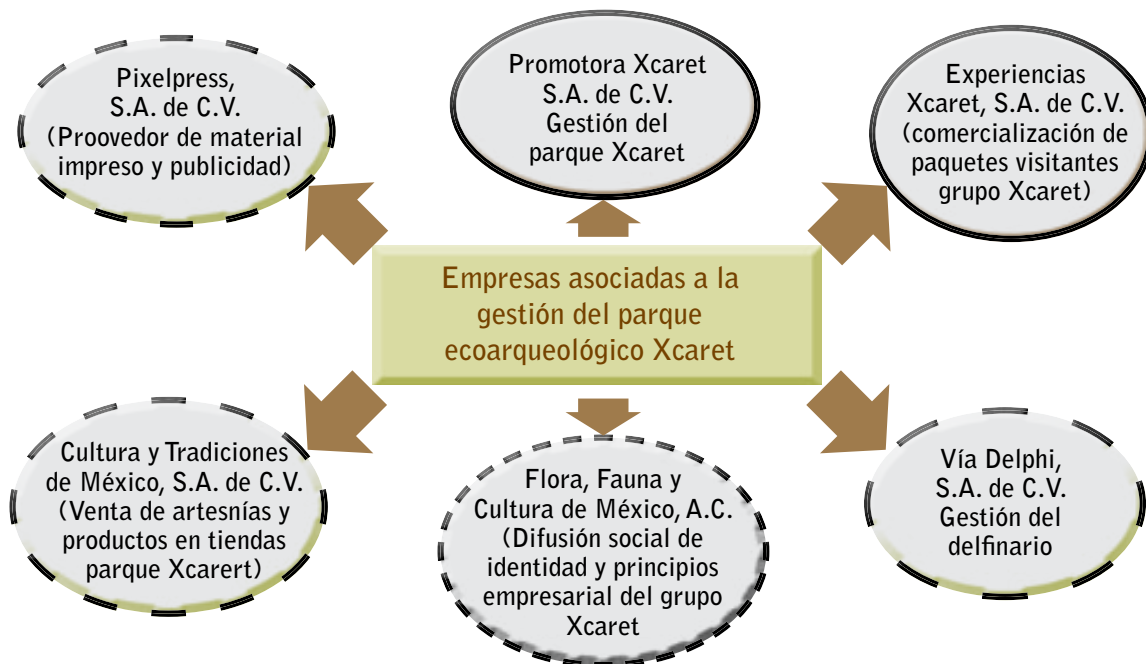 Pixelpress,
S.A. de C.V.
(Proovedor de material
impreso y publicidad)
Promotora Xcaret
S.A. de C.V.
Gestión del
parque Xcaret
Experiencias
Xcaret, S.A. de C.V.
(comercialización de
paquetes visitantes
grupo Xcaret)
Empresas asociadas a la
gestión del parque
ecoarqueológico Xcaret
Cultura y Tradiciones
de México, S.A. de C.V.
(Venta de artesnías y
productos en tiendas
parque Xcarert)
Flora, Fauna y
Cultura de México, A.C.
(Difusión social de
identidad y principios
empresarial del grupo
Xcaret
Vía Delphi,
S.A. de C.V.
Gestión del
delfinario